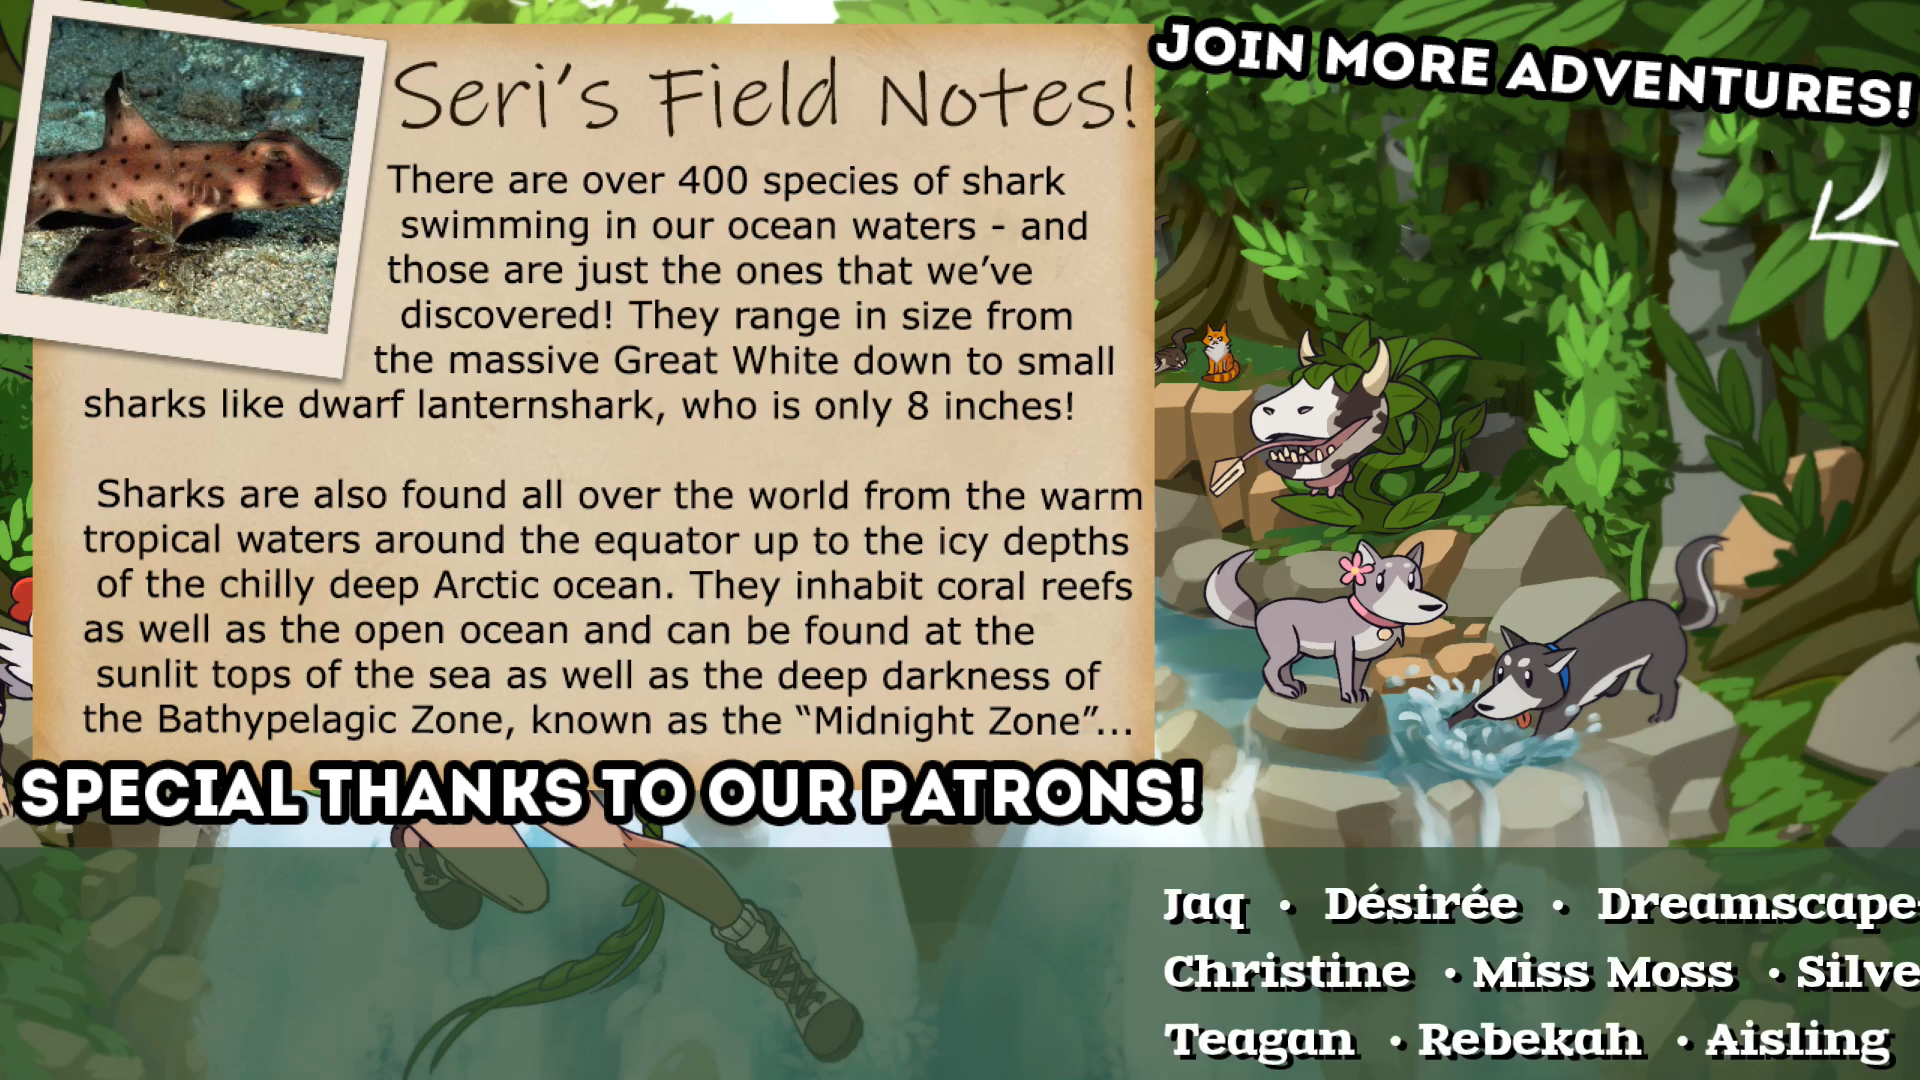 Seri's Field Notes!
There are over 400 species of shark
swimming in our ocean waters - and
those are just the ones that we've
discovered! They range in size from
the massive Great White down to small
sharks like dwarf lanternshark, who is only 8 inches!
Sharks are also found all over the world from the warm
tropical waters around the equator up to the icy depths
of the chilly deep Arctic ocean. They inhabit coral reefs
as well as the open ocean and can be found at the
sunlit tops of the sea as well as the deep darkness of
the Bathypelagic Zone, known as the “Midnight Zone”...
JOIN MORE ADVENTURES!
SPECIAL THANKS TO OUR PATRONS!
Jaq · Désirée · Dreamscape-
Christine · Miss Moss · Silve
Teagan · Rebekah · Aisling